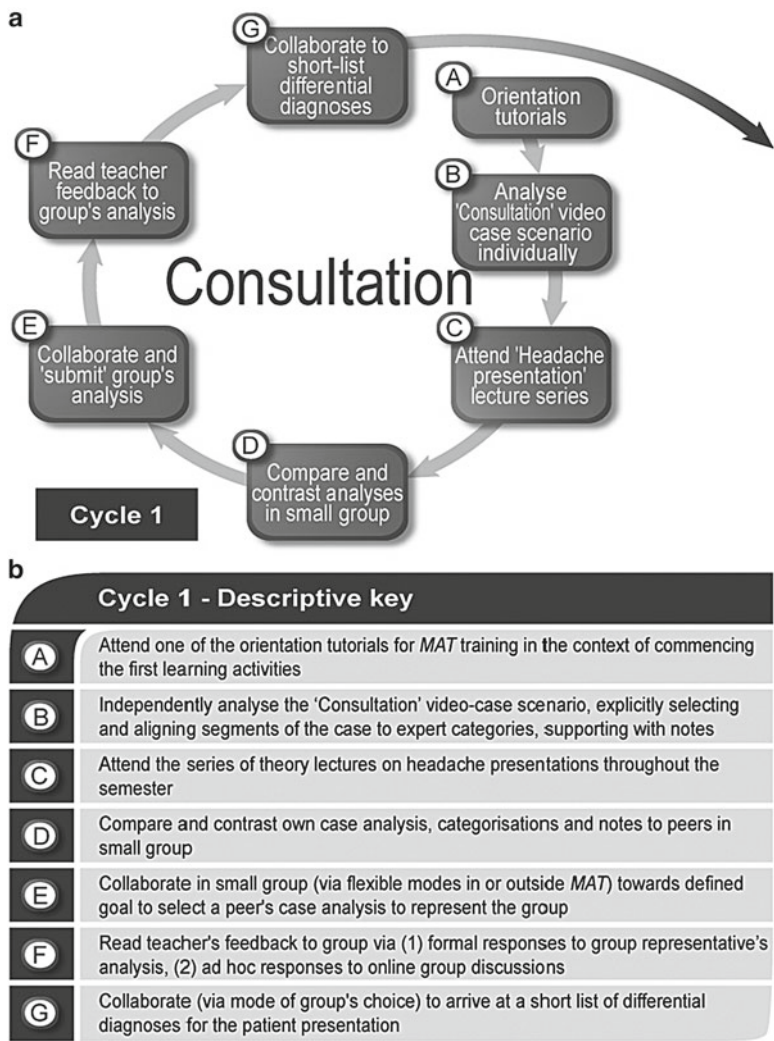 a
G
Collaborate to
short-list
differential
diagnoses
A
Orientation
tutorials
B
Analyse
'Consultation' video
case scenario
individually
C
Attend 'Headache
presentation'
lecture series
D
Compare and
contrast analyses
in small group
E
Collaborate and
'submit' group's
analysis
F
Read teacher
feedback to
group's analysis
Consultation
Cycle 1
b
Cycle 1 - Descriptive key
A
Attend one of the orientation tutorials for MAT training in the context of commencing
the first learning activities
B
Independently analyse the 'Consultation' video-case scenario, explicitly selecting
and aligning segments of the case to expert categories, supporting with notes
C
Attend the series of theory lectures on headache presentations throughout the
semester
D
Compare and contrast own case analysis, categorisations and notes to peers in
small group
E
Collaborate in small group (via flexible modes in or outside MAT) towards defined
goal to select a peer's case analysis to represent the group
F
Read teacher's feedback to group via (1) formal responses to group representative's
analysis, (2) ad hoc responses to online group discussions
G
Collaborate (via mode of group's choice) to arrive at a short list of differential
diagnoses for the patient presentation